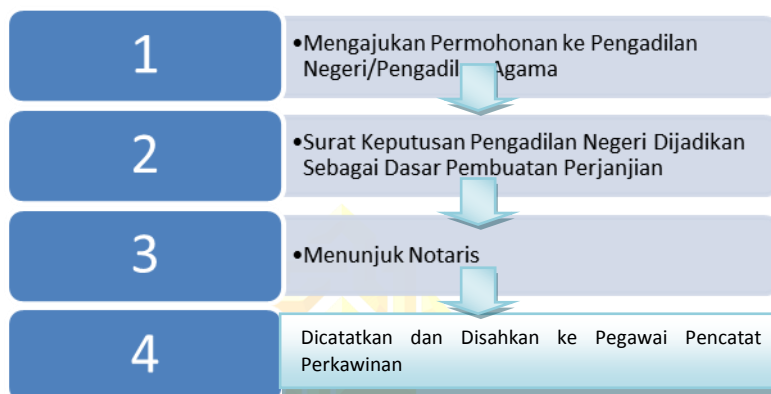 1
•Mengajukan Permohonan ke Pengadilan
Negeri/Pengadilan Agama
2
•Surat Keputusan Pengadilan Negeri Dijadikan
Sebagai Dasar Pembuatan Perjanjian
3
•Menunjuk Notaris
4
Dicatatkan dan Disahkan ke Pegawai Pencatat
Perkawinan